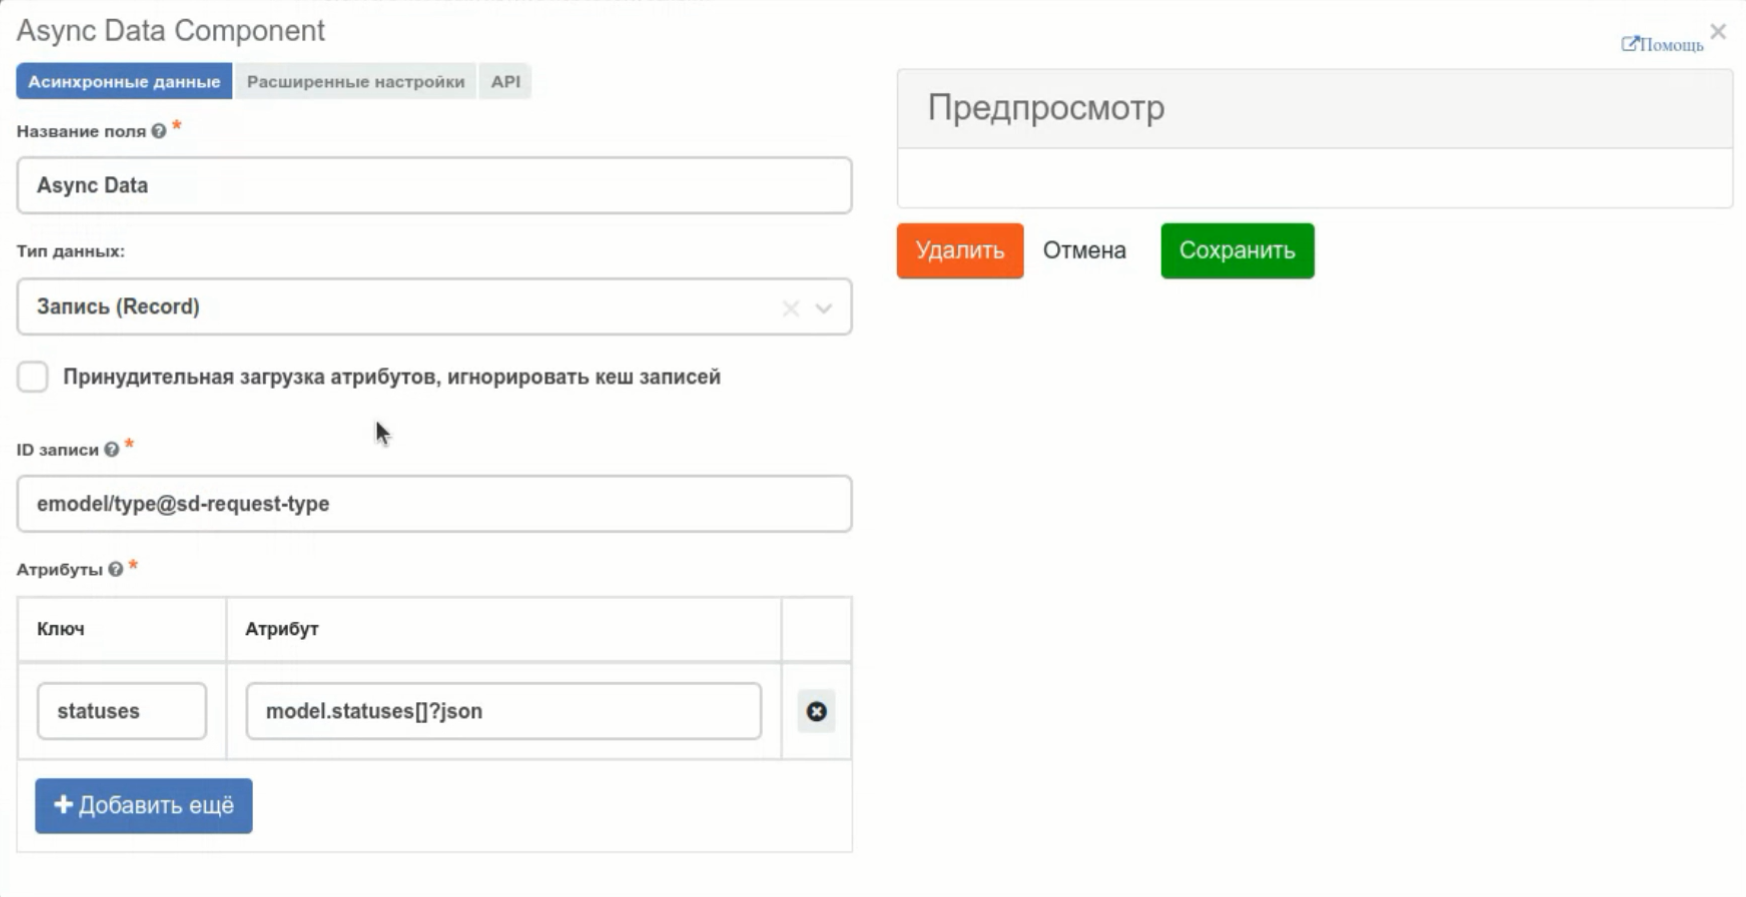 Async Data Component
Помощь
Асинхронные данные
Расширенные настройки
API
Название поля *
Async Data
Тип данных:
Запись (Record)
Принудительная загрузка атрибутов, игнорировать кеш записей
ID записи *
emodel/type@sd-request-type
Атрибуты *
Ключ
Атрибут
statuses
model.statuses[]?json
Добавить ещё
Предпросмотр
Удалить
Отмена
Сохранить